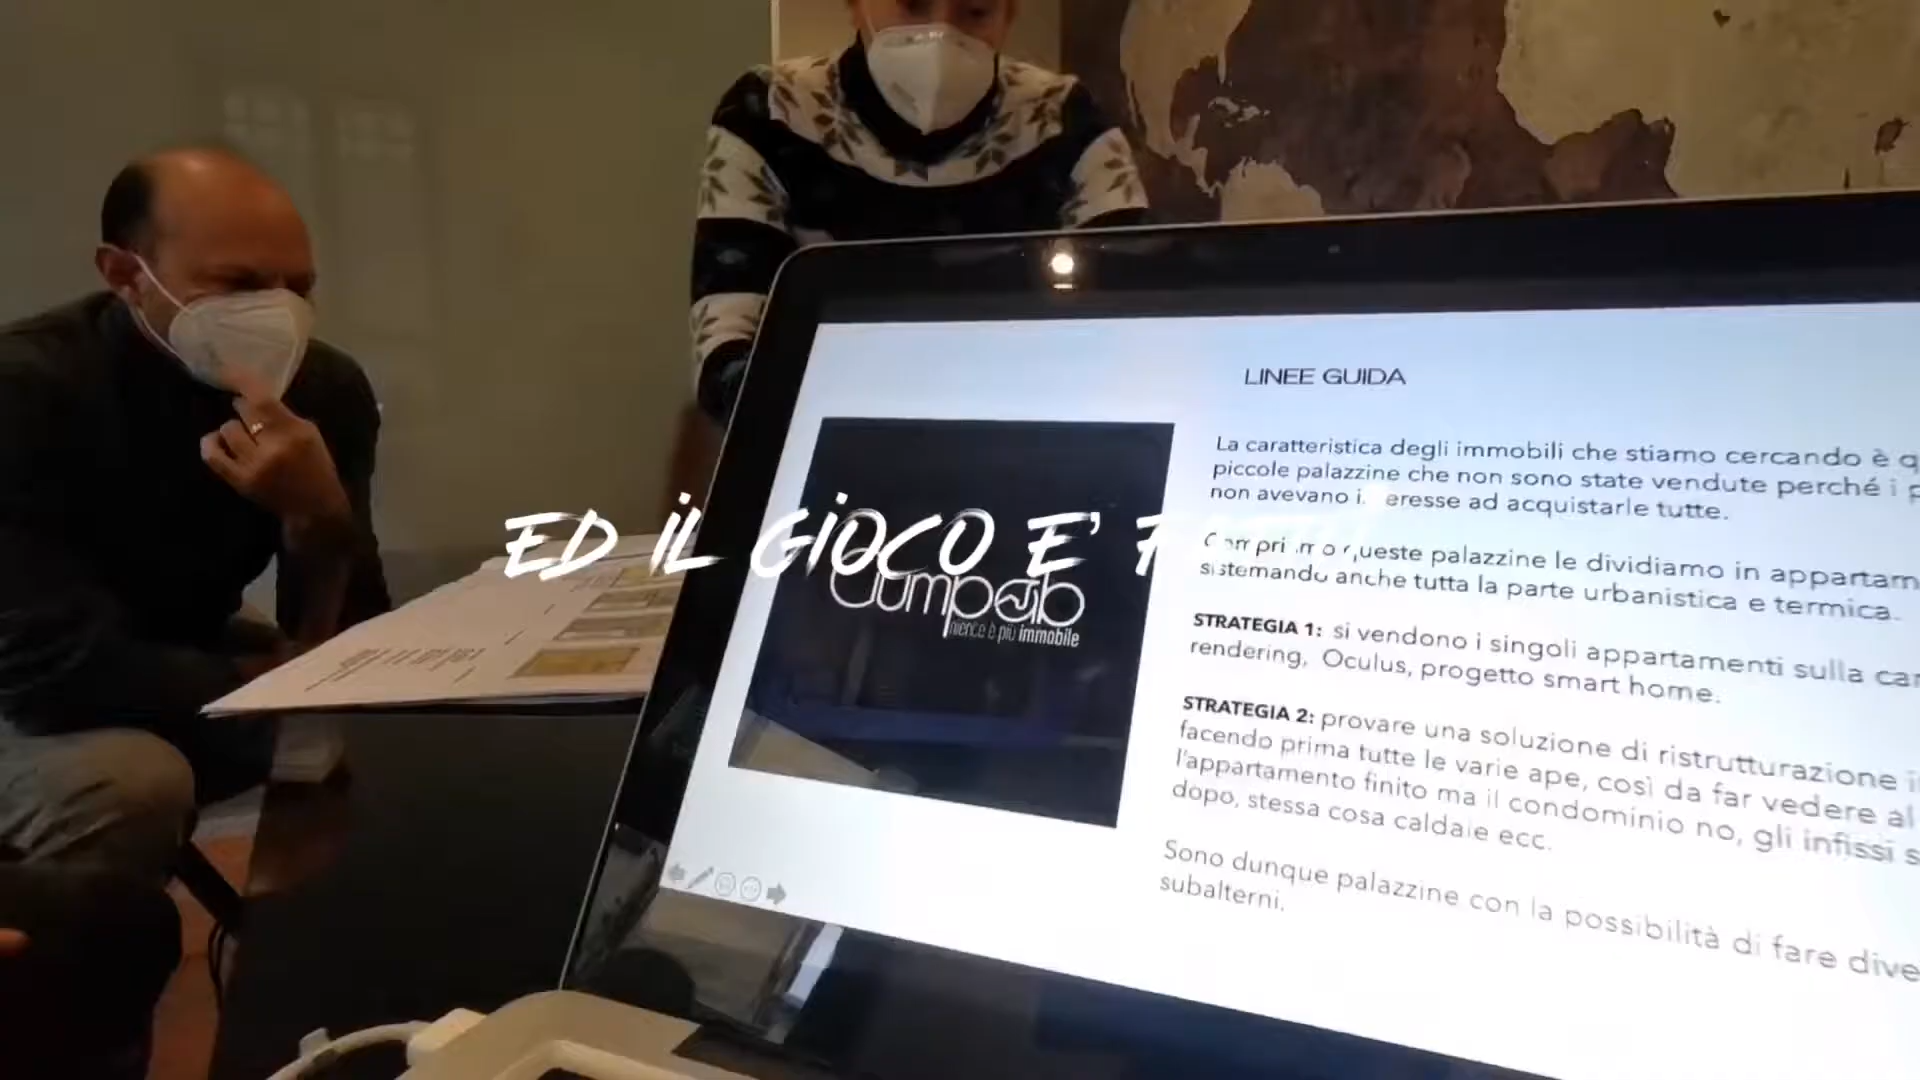 LINEE GUIDA
La caratteristica degli immobili che stiamo cercando è
piccole palazzine che non sono state vendute perché i
non avevano eresse ad acquistarle tutte.
ED IL GIOCO E'
queste palazzine le dividiamo in appartam
sistemando anche tutta la parte urbanistica e termica.
niente è più immobile
STRATEGIA 1: si vendono i singoli appartamenti sulla
rendering, Oculus, progetto smart home.
STRATEGIA 2: provare una soluzione di ristrutturazione
facendo prima tutte le varie ape, così da far vedere al
l'appartamento finito ma il condominio no, gli infissi
dopo, stessa cosa caldaie ecc.
Sono dunque palazzine con la possibilità di fare dive
subalterni.